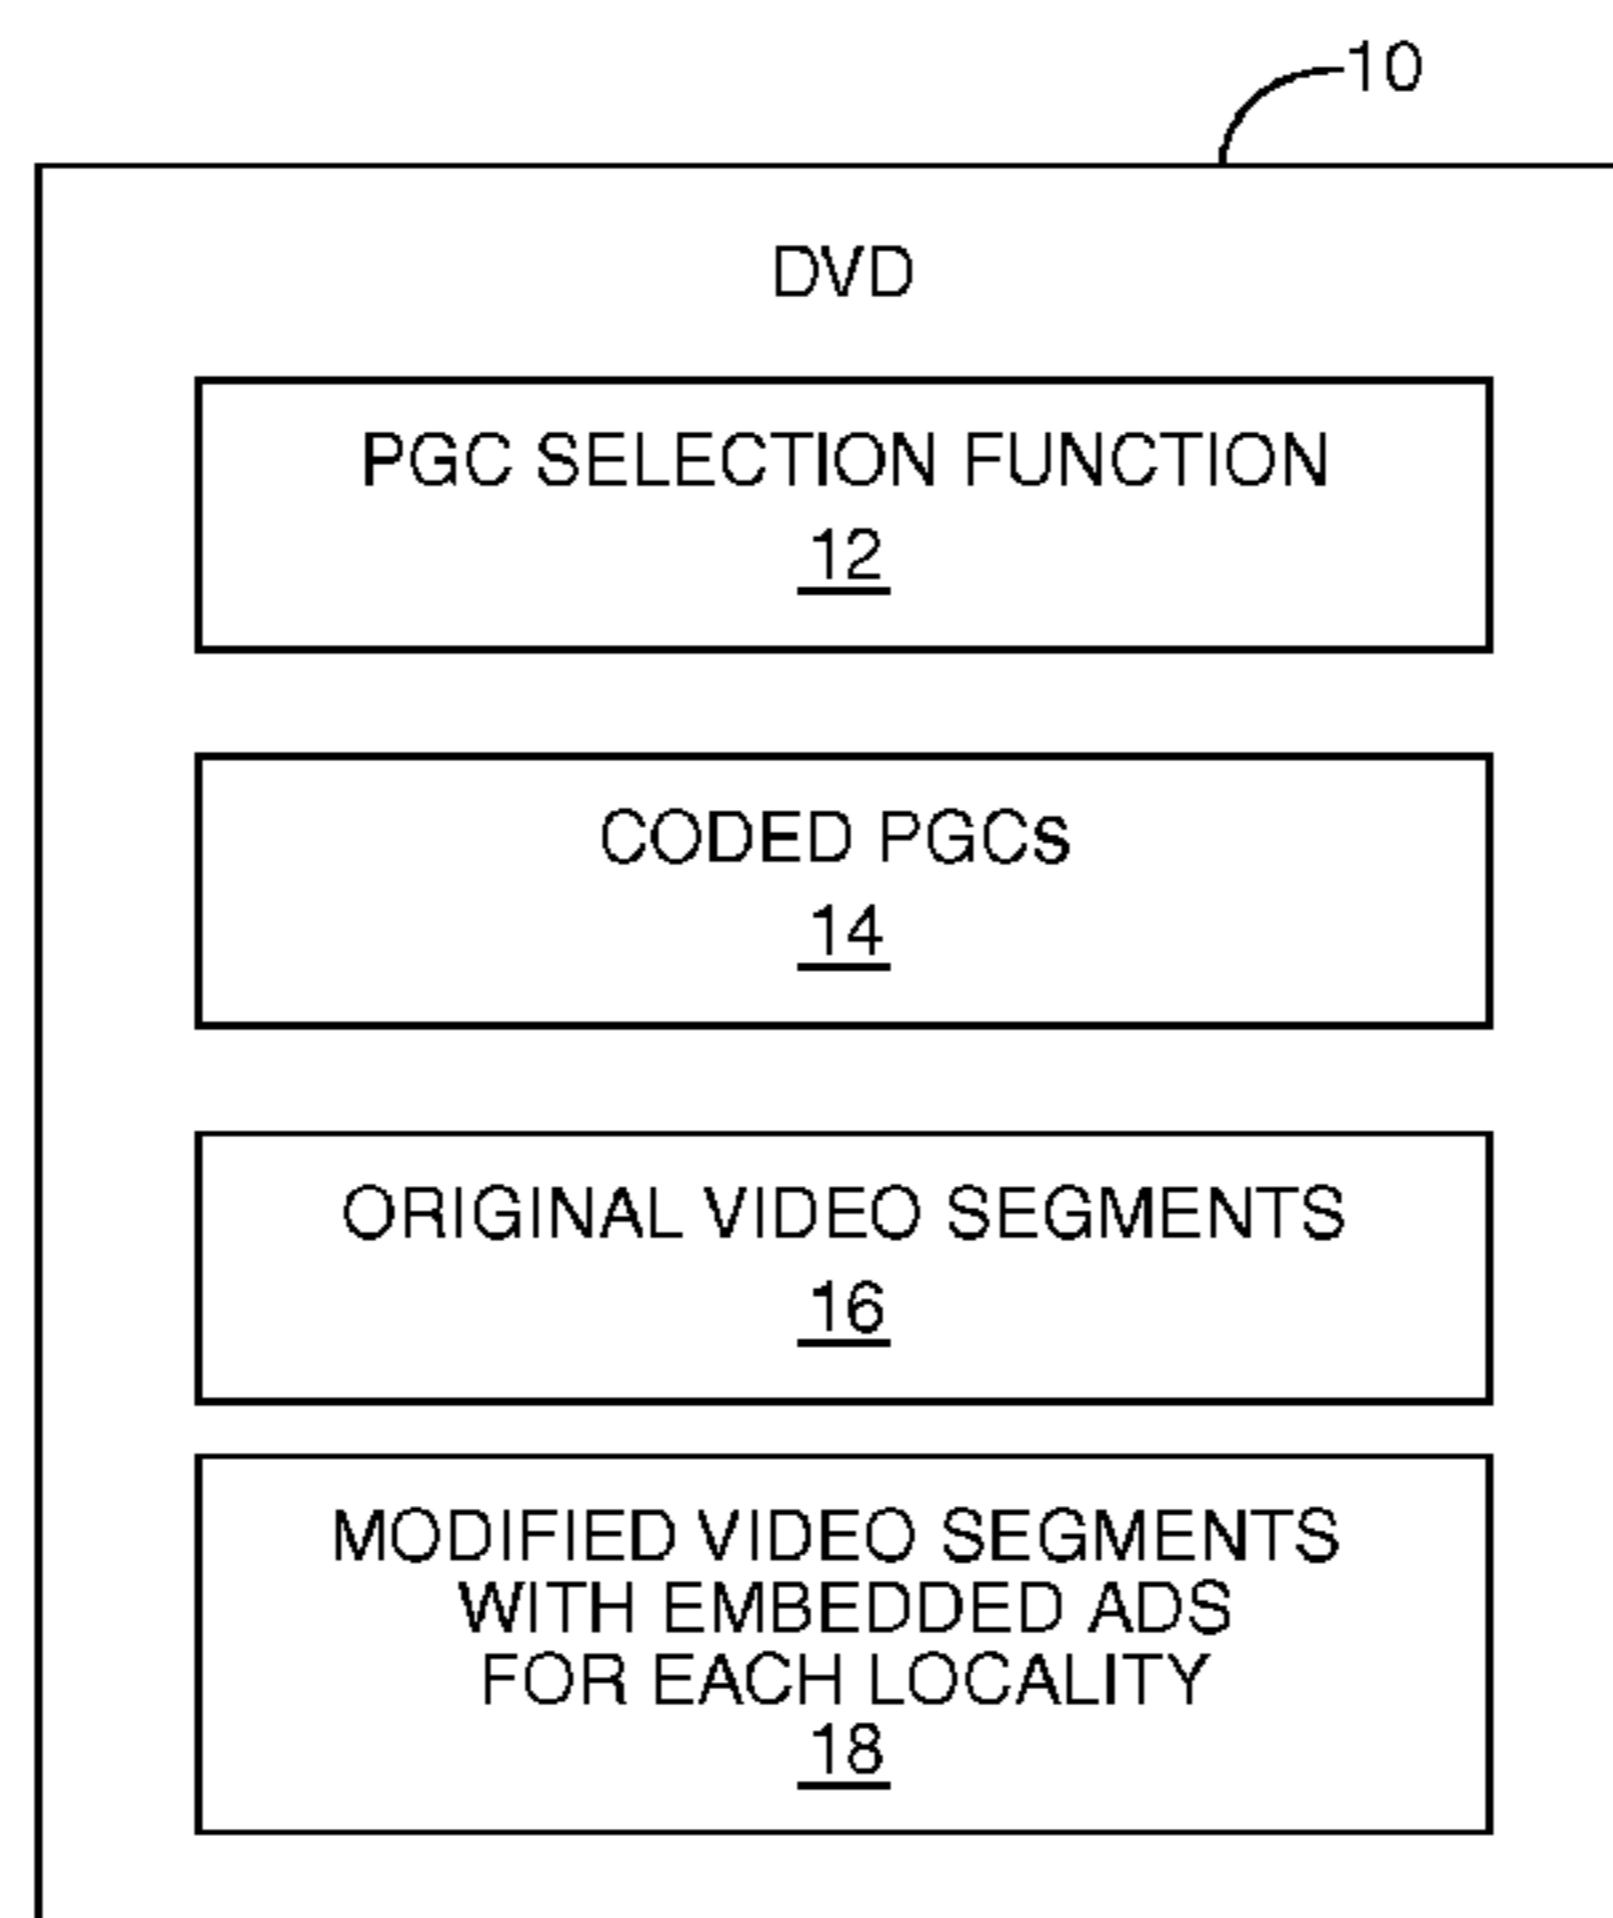 10
DVD
PGC SELECTION FUNCTION
12
CODED PGCs
14
ORIGINAL VIDEO SEGMENTS
16
MODIFIED VIDEO SEGMENTS
WITH EMBEDDED ADS
FOR EACH LOCALITY
18